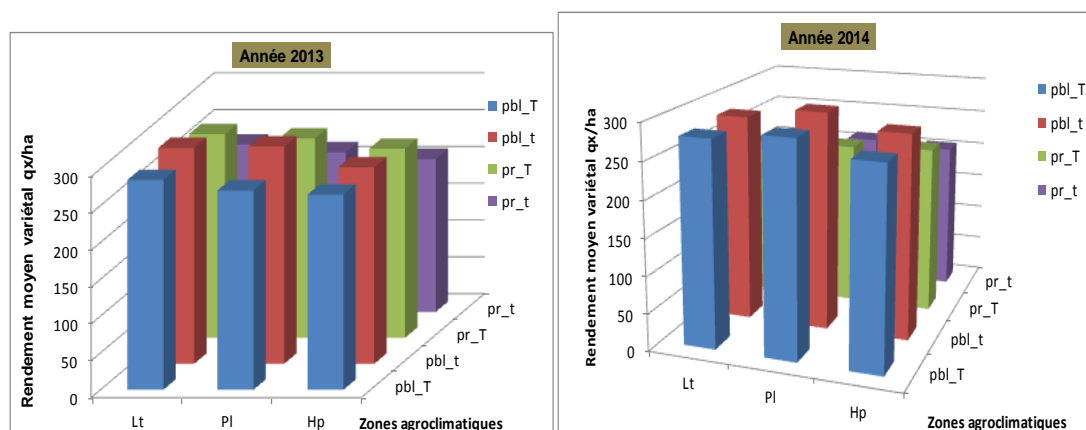 Année 2013
Rendement moyen variétal qx/ha
300
250
200
150
100
50
0
Lt
Pl
Hp
Zones agroclimatiques
pbl_T
pbl_t
pr_T
pr_t
pbl_T
pbl_t
pr_T
pr_t
Année 2014
Rendement moyen variétal qx/ha
300
250
200
150
100
50
0
Lt
Pl
Hp
Zones agroclimatiques
pbl_T
pbl_t
pr_T
pr_t
pbl_T
pbl_t
pr_T
pr_t